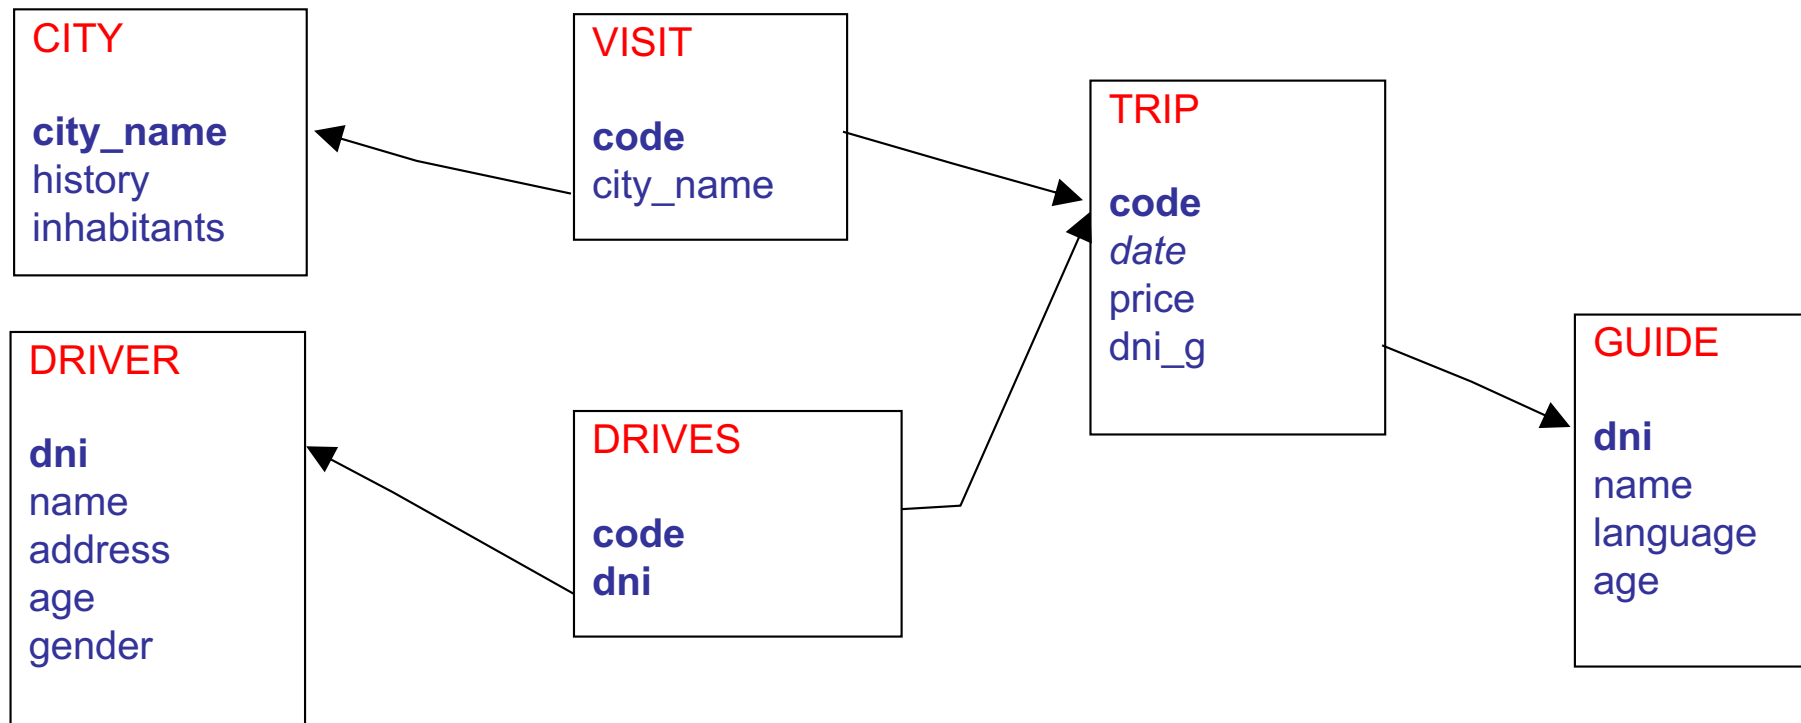 CITY
city_name
history
inhabitants
VISIT
code
city_name
TRIP
code
date
price
dni_g
GUIDE
dni
name
language
age
DRIVER
dni
name
address
age
gender
DRIVES
code
dni